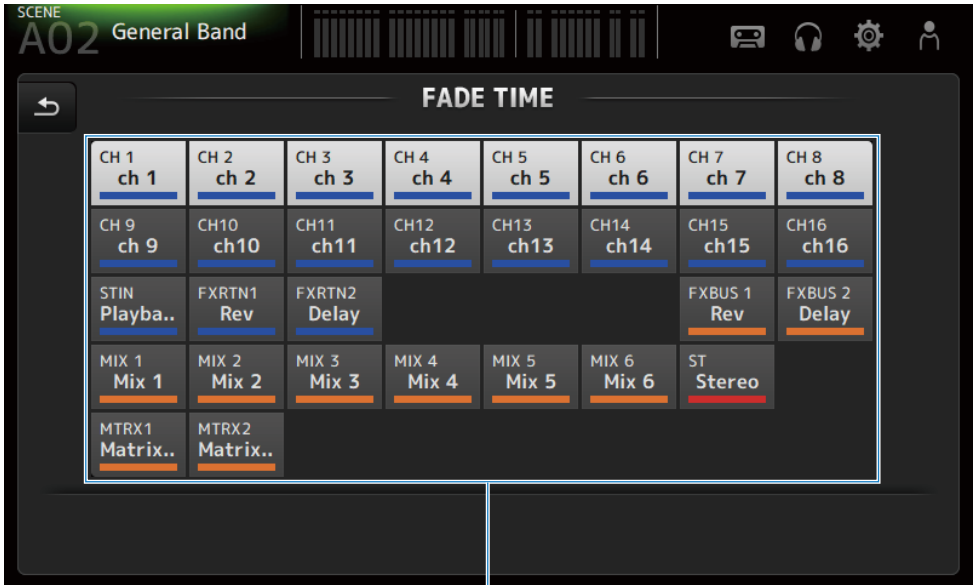 SCENE
A02 General Band
FADE TIME
CH 1 CH 2 CH 3 CH 4 CH 5 CH 6 CH 7 CH 8
ch 1 ch 2 ch 3 ch 4 ch 5 ch 6 ch 7 ch 8
CH 9 CH10 CH11 CH12 CH13 CH14 CH15 CH16
ch 9 ch10 ch11 ch12 ch13 ch14 ch15 ch16
STIN FXRTN1 FXRTN2 FXBUS 1 FXBUS 2
Playba.. Rev Delay Rev Delay
MIX 1 MIX 2 MIX 3 MIX 4 MIX 5 MIX 6 ST
Mix 1 Mix 2 Mix 3 Mix 4 Mix 5 Mix 6 Stereo
MTRX1 MTRX2
Matrix.. Matrix..